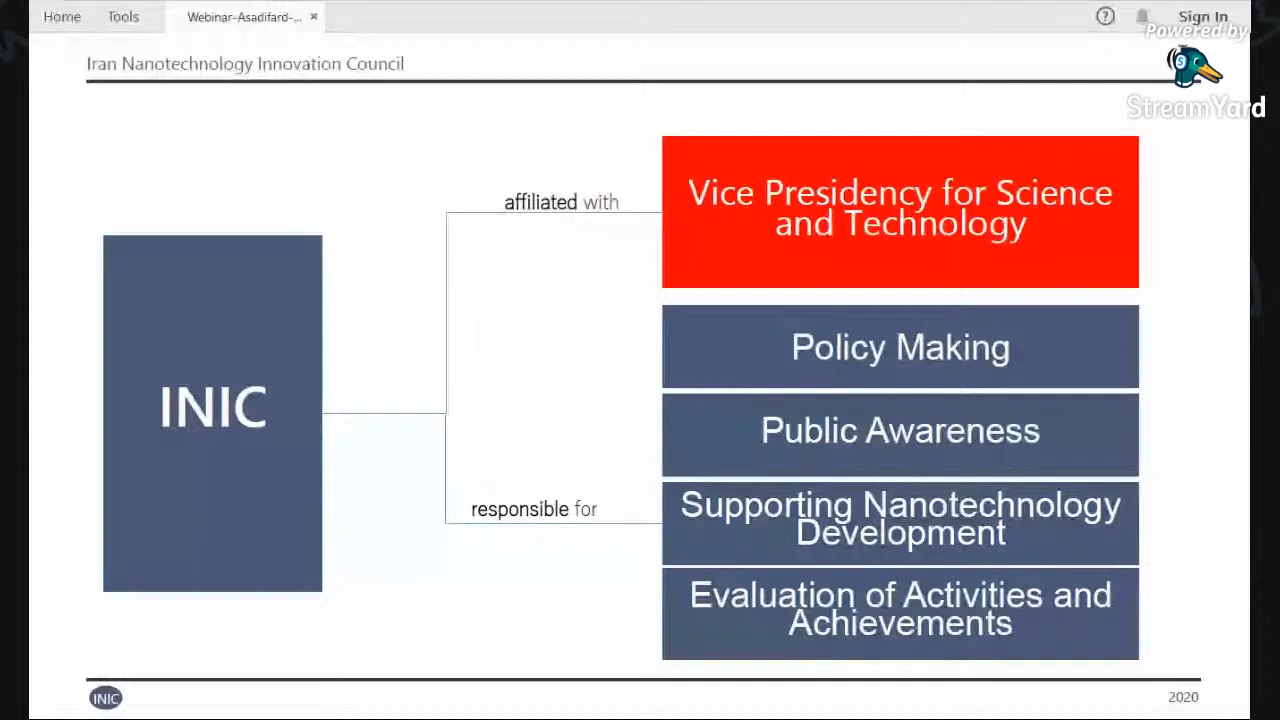 Home Tools Webinar-Asadifard-... × Sign In
Powered by
StreamYard
Iran Nanotechnology Innovation Council
INIC
affiliated with
Vice Presidency for Science
and Technology
responsible for
Policy Making
Public Awareness
Supporting Nanotechnology
Development
Evaluation of Activities and
Achievements
INIC
2020